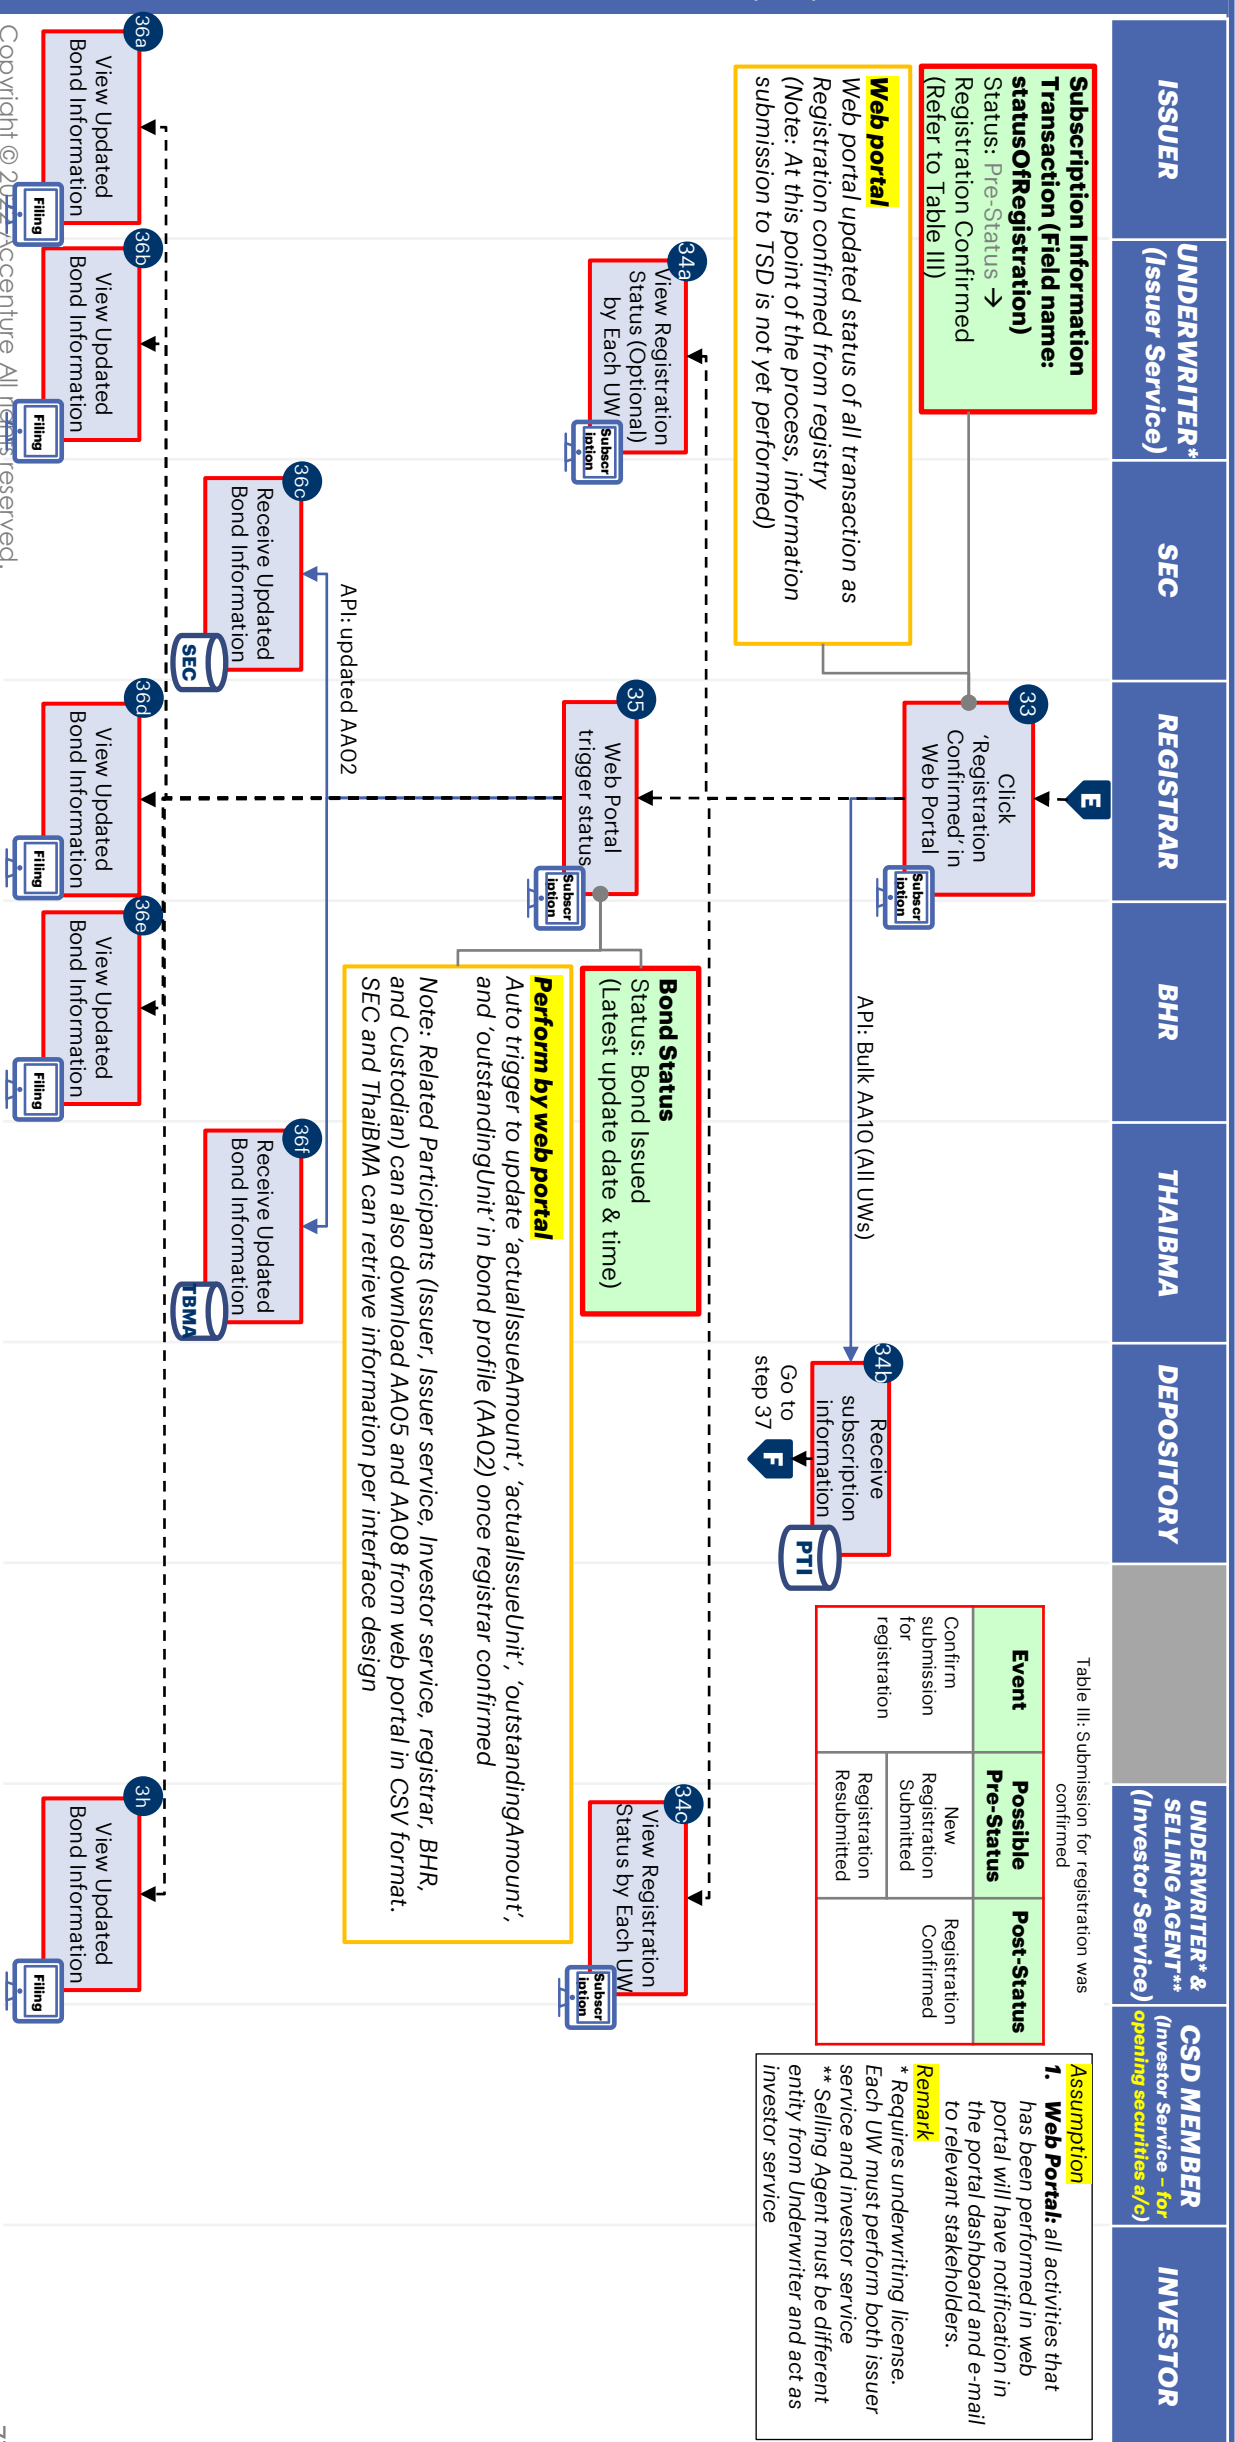 ISSUER
UNDERWRITER*
(Issuer Service)
SEC
REGISTRAR
BHR
THAIBMA
DEPOSITORY
UNDERWRITER* &
SELLING AGENT**
(Investor Service)
CSD MEMBER
(Investor Service – for
opening securities a/c)
INVESTOR
Subscription Information
Transaction (Field name:
statusOfRegistration)
Status: Pre-Status →
Registration Confirmed
(Refer to Table III)
Web portal
Web portal updated status of all transaction as
Registration confirmed from registry
(Note: At this point of the process, information
submission to TSD is not yet performed)
E
33
Click
‘Registration
Confirmed’ in
Web Portal
Subscr
iption
API: Bulk AA10 (All UWs)
34b
Receive
subscription
information
PTI
Go to
step 37
F
Table III: Submission for registration was
confirmed
Event
Possible
Pre-Status
Post-Status
Confirm
submission
for
registration
New
Registration
Submitted
Registration
Resubmitted
Registration
Confirmed
Assumption
1. Web Portal: all activities that
has been performed in web
portal will have notification in
the portal dashboard and e-mail
to relevant stakeholders.
Remark
* Requires underwriting license.
Each UW must perform both issuer
service and investor service
** Selling Agent must be different
entity from Underwriter and act as
investor service
34a
View Registration
Status (Optional)
by Each UW
Subscr
iption
35
Web Portal
trigger status
Subscr
iption
Bond Status
Status: Bond Issued
(Latest update date & time)
34c
View Registration
Status by Each UW
Subscr
iption
Perform by web portal
Auto trigger to update ‘actualIssueAmount’, ‘actualIssueUnit’, ‘outstandingAmount’,
and ‘outstandingUnit’ in bond profile (AA02) once registrar confirmed
Note: Related Participants (Issuer, Issuer service, Investor service, registrar, BHR,
and Custodian) can also download AA05 and AA08 from web portal in CSV format.
SEC and ThaiBMA can retrieve information per interface design
API: updated AA02
36c
Receive Updated
Bond Information
SEC
36f
Receive Updated
Bond Information
TBMA
36a
View Updated
Bond Information
Filing
36b
View Updated
Bond Information
Filing
36d
View Updated
Bond Information
Filing
36e
View Updated
Bond Information
Filing
3h
View Updated
Bond Information
Filing
Copyright © 2022 Accenture. All rights reserved.